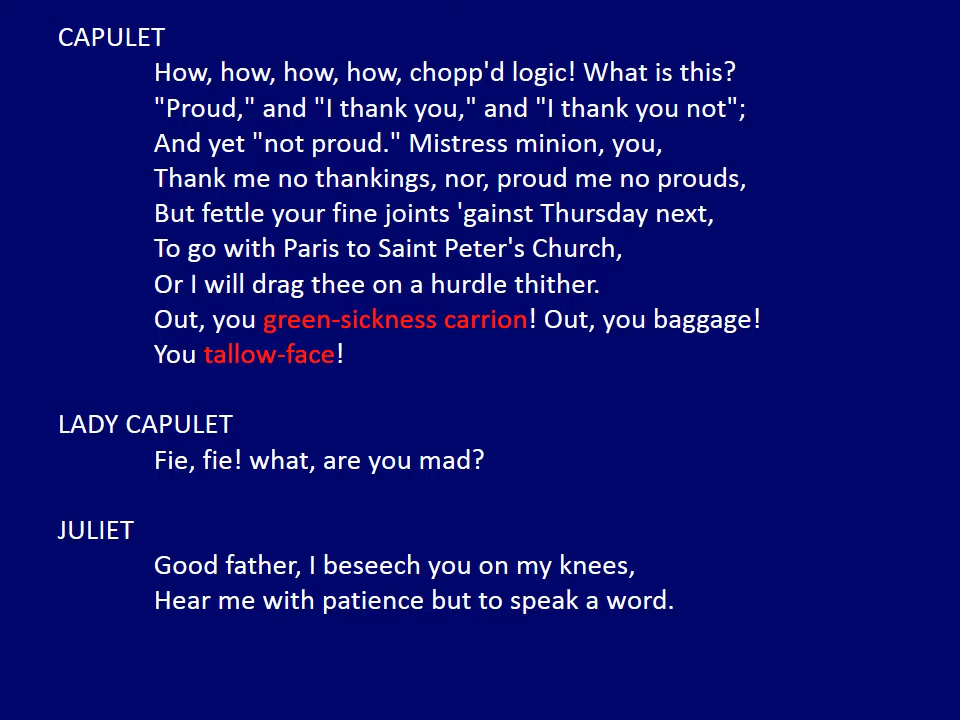 CAPULET
How, how, how, how, chopp'd logic! What is this?
"Proud," and "I thank you," and "I thank you not";
And yet "not proud." Mistress minion, you,
Thank me no thankings, nor, proud me no prouds,
But fettle your fine joints 'gainst Thursday next,
To go with Paris to Saint Peter's Church,
Or I will drag thee on a hurdle thither.
Out, you green-sickness carrion! Out, you baggage!
You tallow-face!
LADY CAPULET
Fie, fie! what, are you mad?
JULIET
Good father, I beseech you on my knees,
Hear me with patience but to speak a word.